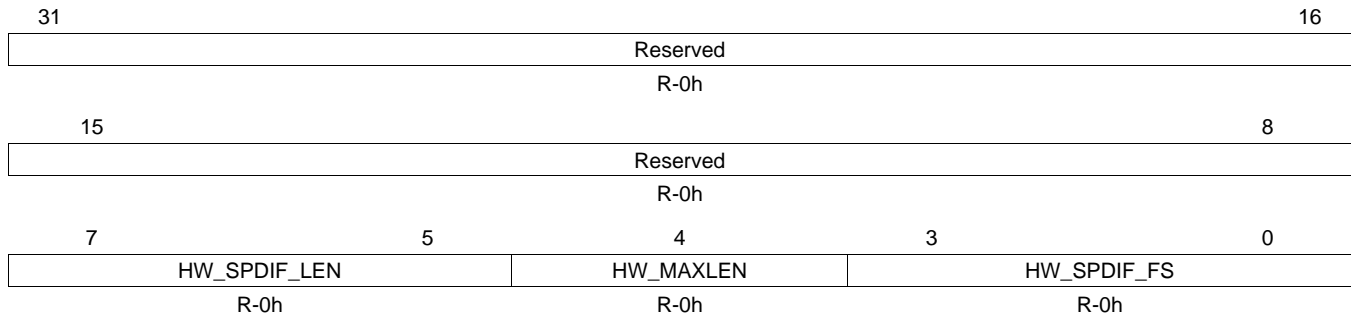 31 16
Reserved
R-0h
15 8
Reserved
R-0h
7 5 4 3 0
HW_SPDIF_LEN HW_MAXLEN HW_SPDIF_FS
R-0h R-0h R-0h